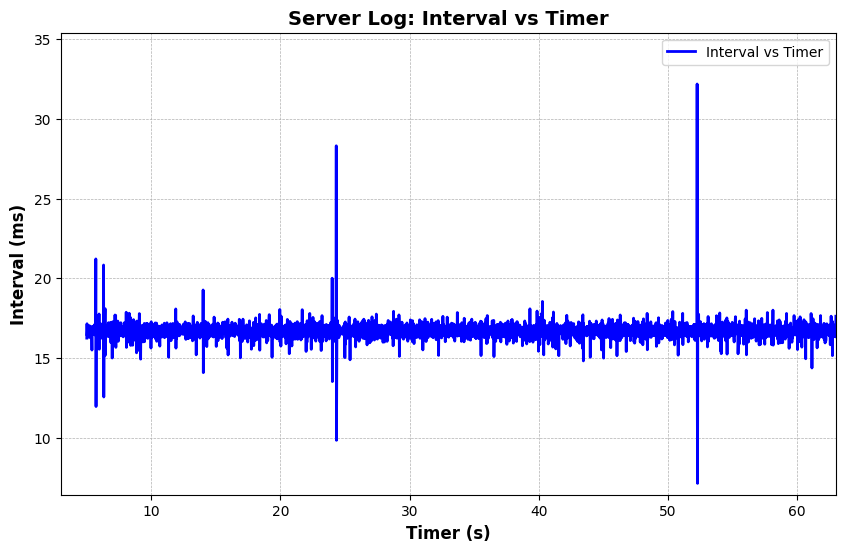 Server Log: Interval vs Timer
Interval vs Timer
35
30
25
20
15
10
Interval (ms)
10 20 30 40 50 60
Timer (s)